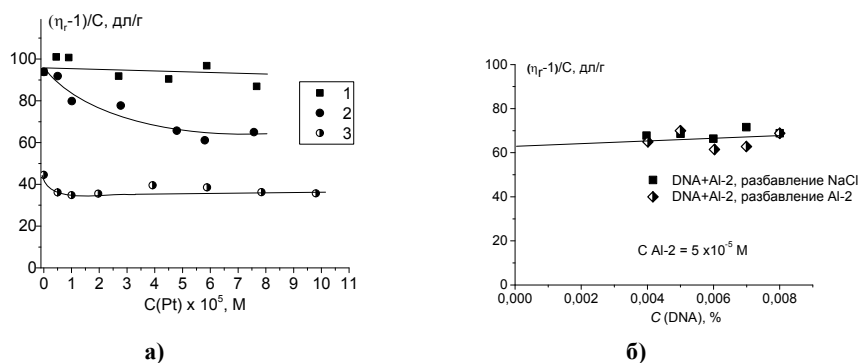 (ηr-1)/C, дл/г
120
100
80
60
40
20
0
0 1 2 3 4 5 6 7 8 9 10 11
C(Pt) x 10⁵, М
1
2
3
а)
(ηr-1)/C, дл/г
100
80
60
40
20
0
0,000 0,002 0,004 0,006 0,008
C (DNA), %
DNA+Al-2, разбавление NaCl
DNA+Al-2, разбавление Al-2
C Al-2 = 5 x10⁻⁵ M
б)